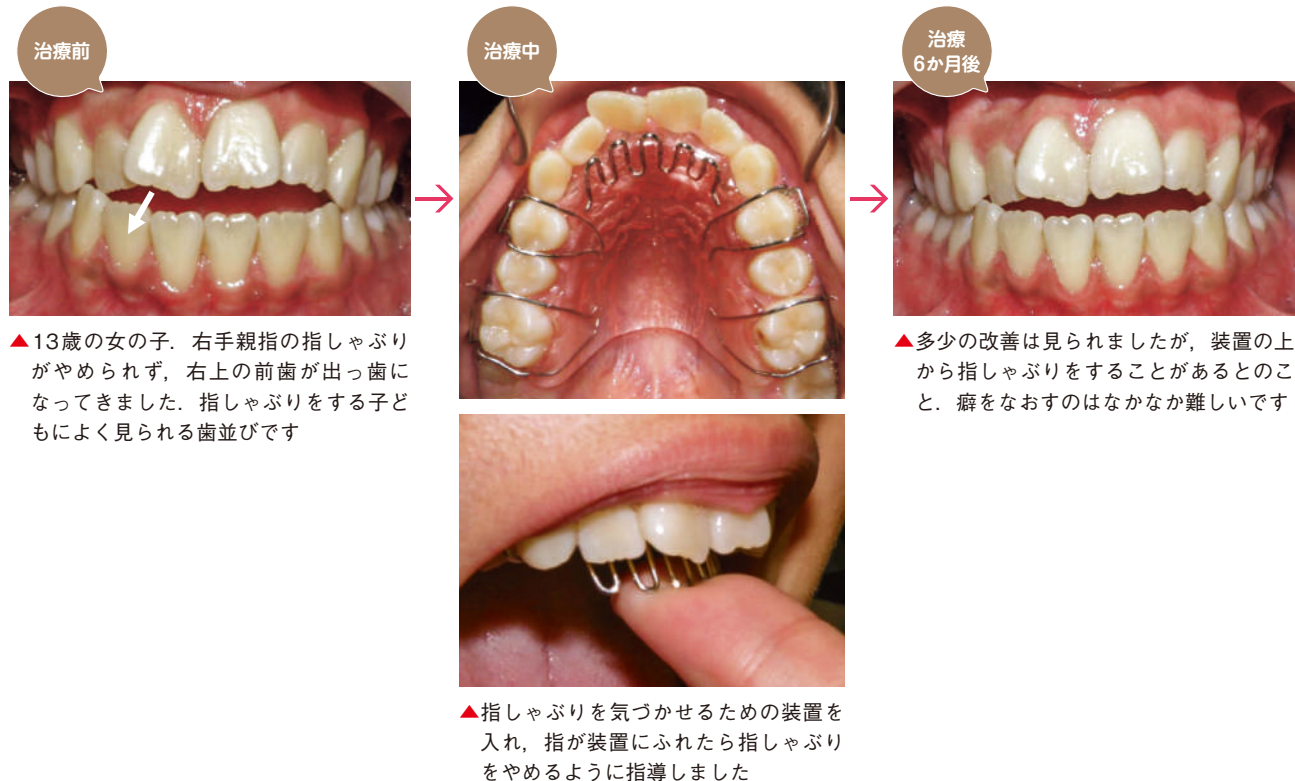 治療前
▲13歳の女の子．右手親指の指しゃぶり
がやめられず，右上の前歯が出っ歯に
なってきました．指しゃぶりをする子ど
もによく見られる歯並びです
治療中
▲指しゃぶりを気づかせるための装置を
入れ，指が装置にふれたら指しゃぶり
をやめるように指導しました
治療
6か月後
▲多少の改善は見られましたが，装置の上
から指しゃぶりをすることがあるとのこ
と．癖をなおすのはなかなか難しいです